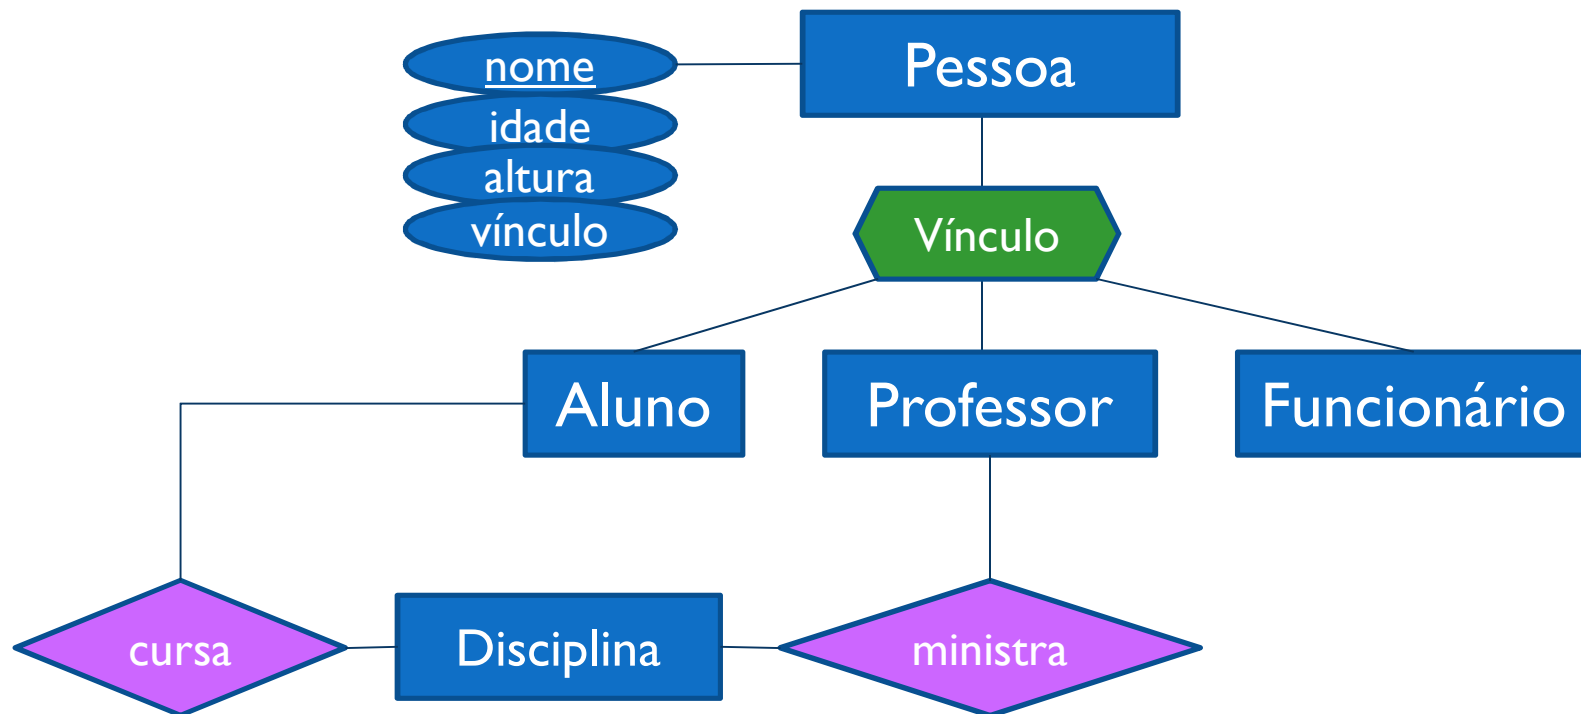 Pessoa
nome
idade
altura
vínculo
Vínculo
Aluno
Professor
Funcionário
cursa
Disciplina
ministra